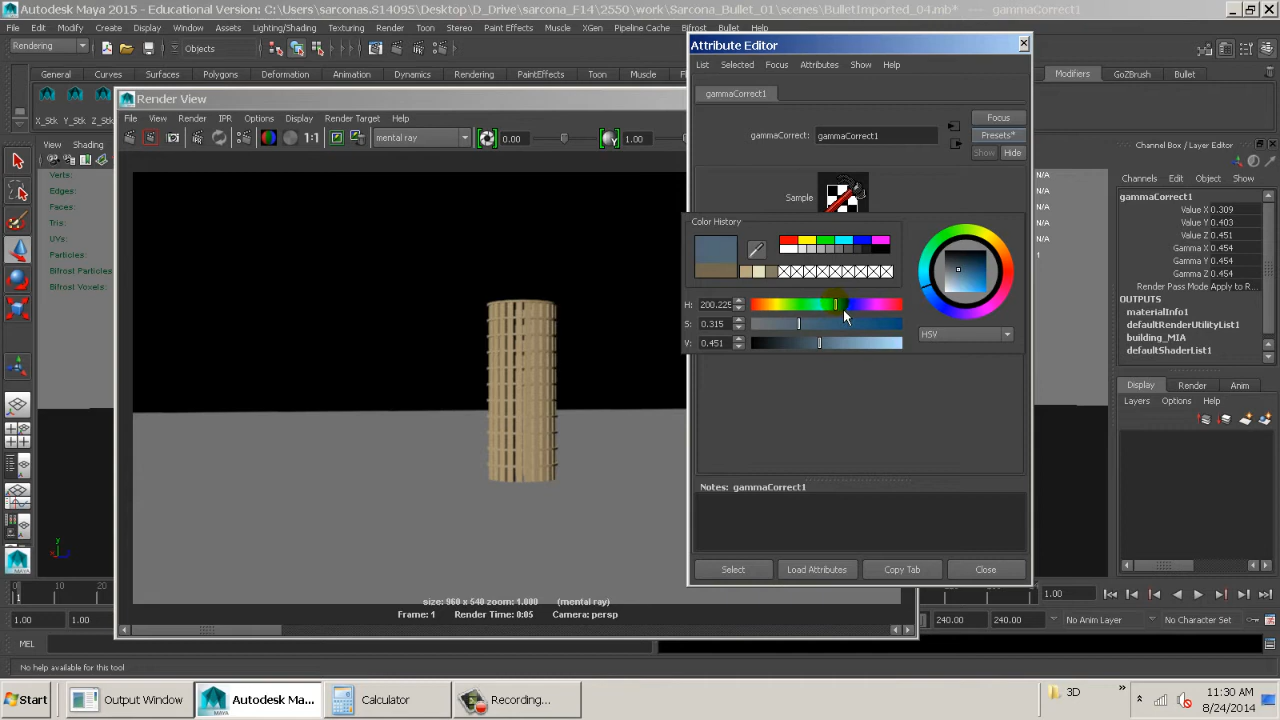 Autodesk Maya 2015 - Educational Version: C:\Users\sarconas.S14095\Desktop\D_Drive\sarcona_F14\2550\work\Sarcona_Bullet_01\scenes\BulletImported_04.mb* -- gammaCorrect1
File Edit Modify Create Display Window Assets Lighting/Shading Texturing Render Toon Stereo Paint Effects Muscle XGen Pipeline Cache Bifrost Bullet Help
Rendering Objects
General Curves Surfaces Polygons Deformation Animation Dynamics Rendering PaintEffects Toon Muscle Modifiers GoZBrush Bullet
X_Stk Y_Stk
View Shading
Verts:
Edges:
Faces:
Tris:
UVs:
Particles:
Bifrost Voxels:
Bifrost Particles:
Render View
File View Render IPR Options Display Render Target Help
1:1 mental ray 0.00 1.00
size: 960 x 540 zoom: 1.000 (mental ray)
Frame: 1 Render Time: 0:05 Camera: persp
Attribute Editor
List Selected Focus Attributes Show Help
gammaCorrect1
Focus
gammaCorrect: gammaCorrect1
Presets*
Show Hide
Sample
Color History
H: 200.225
S: 0.315
V: 0.451
HSV
Notes: gammaCorrect1
Select Load Attributes Copy Tab Close
N/A
N/A
N/A
N/A
1
Channel Box / Layer Editor
Channels Edit Object Show
gammaCorrect1
Value X 0.309
Value Y 0.403
Value Z 0.451
Gamma X 0.454
Gamma Y 0.454
Gamma Z 0.454
Render Pass Mode Apply to R...
OUTPUTS
materialInfo1
defaultRenderUtilityList1
building_MIA
defaultShaderList1
Display Render Anim
Layers Options Help
1 10 20
1.00
1.00 1.00 240.00 240.00 No Anim Layer No Character Set
MEL
No help available for this tool
Start Output Window Autodesk Ma... Calculator Recording... 3D
11:30 AM
8/24/2014